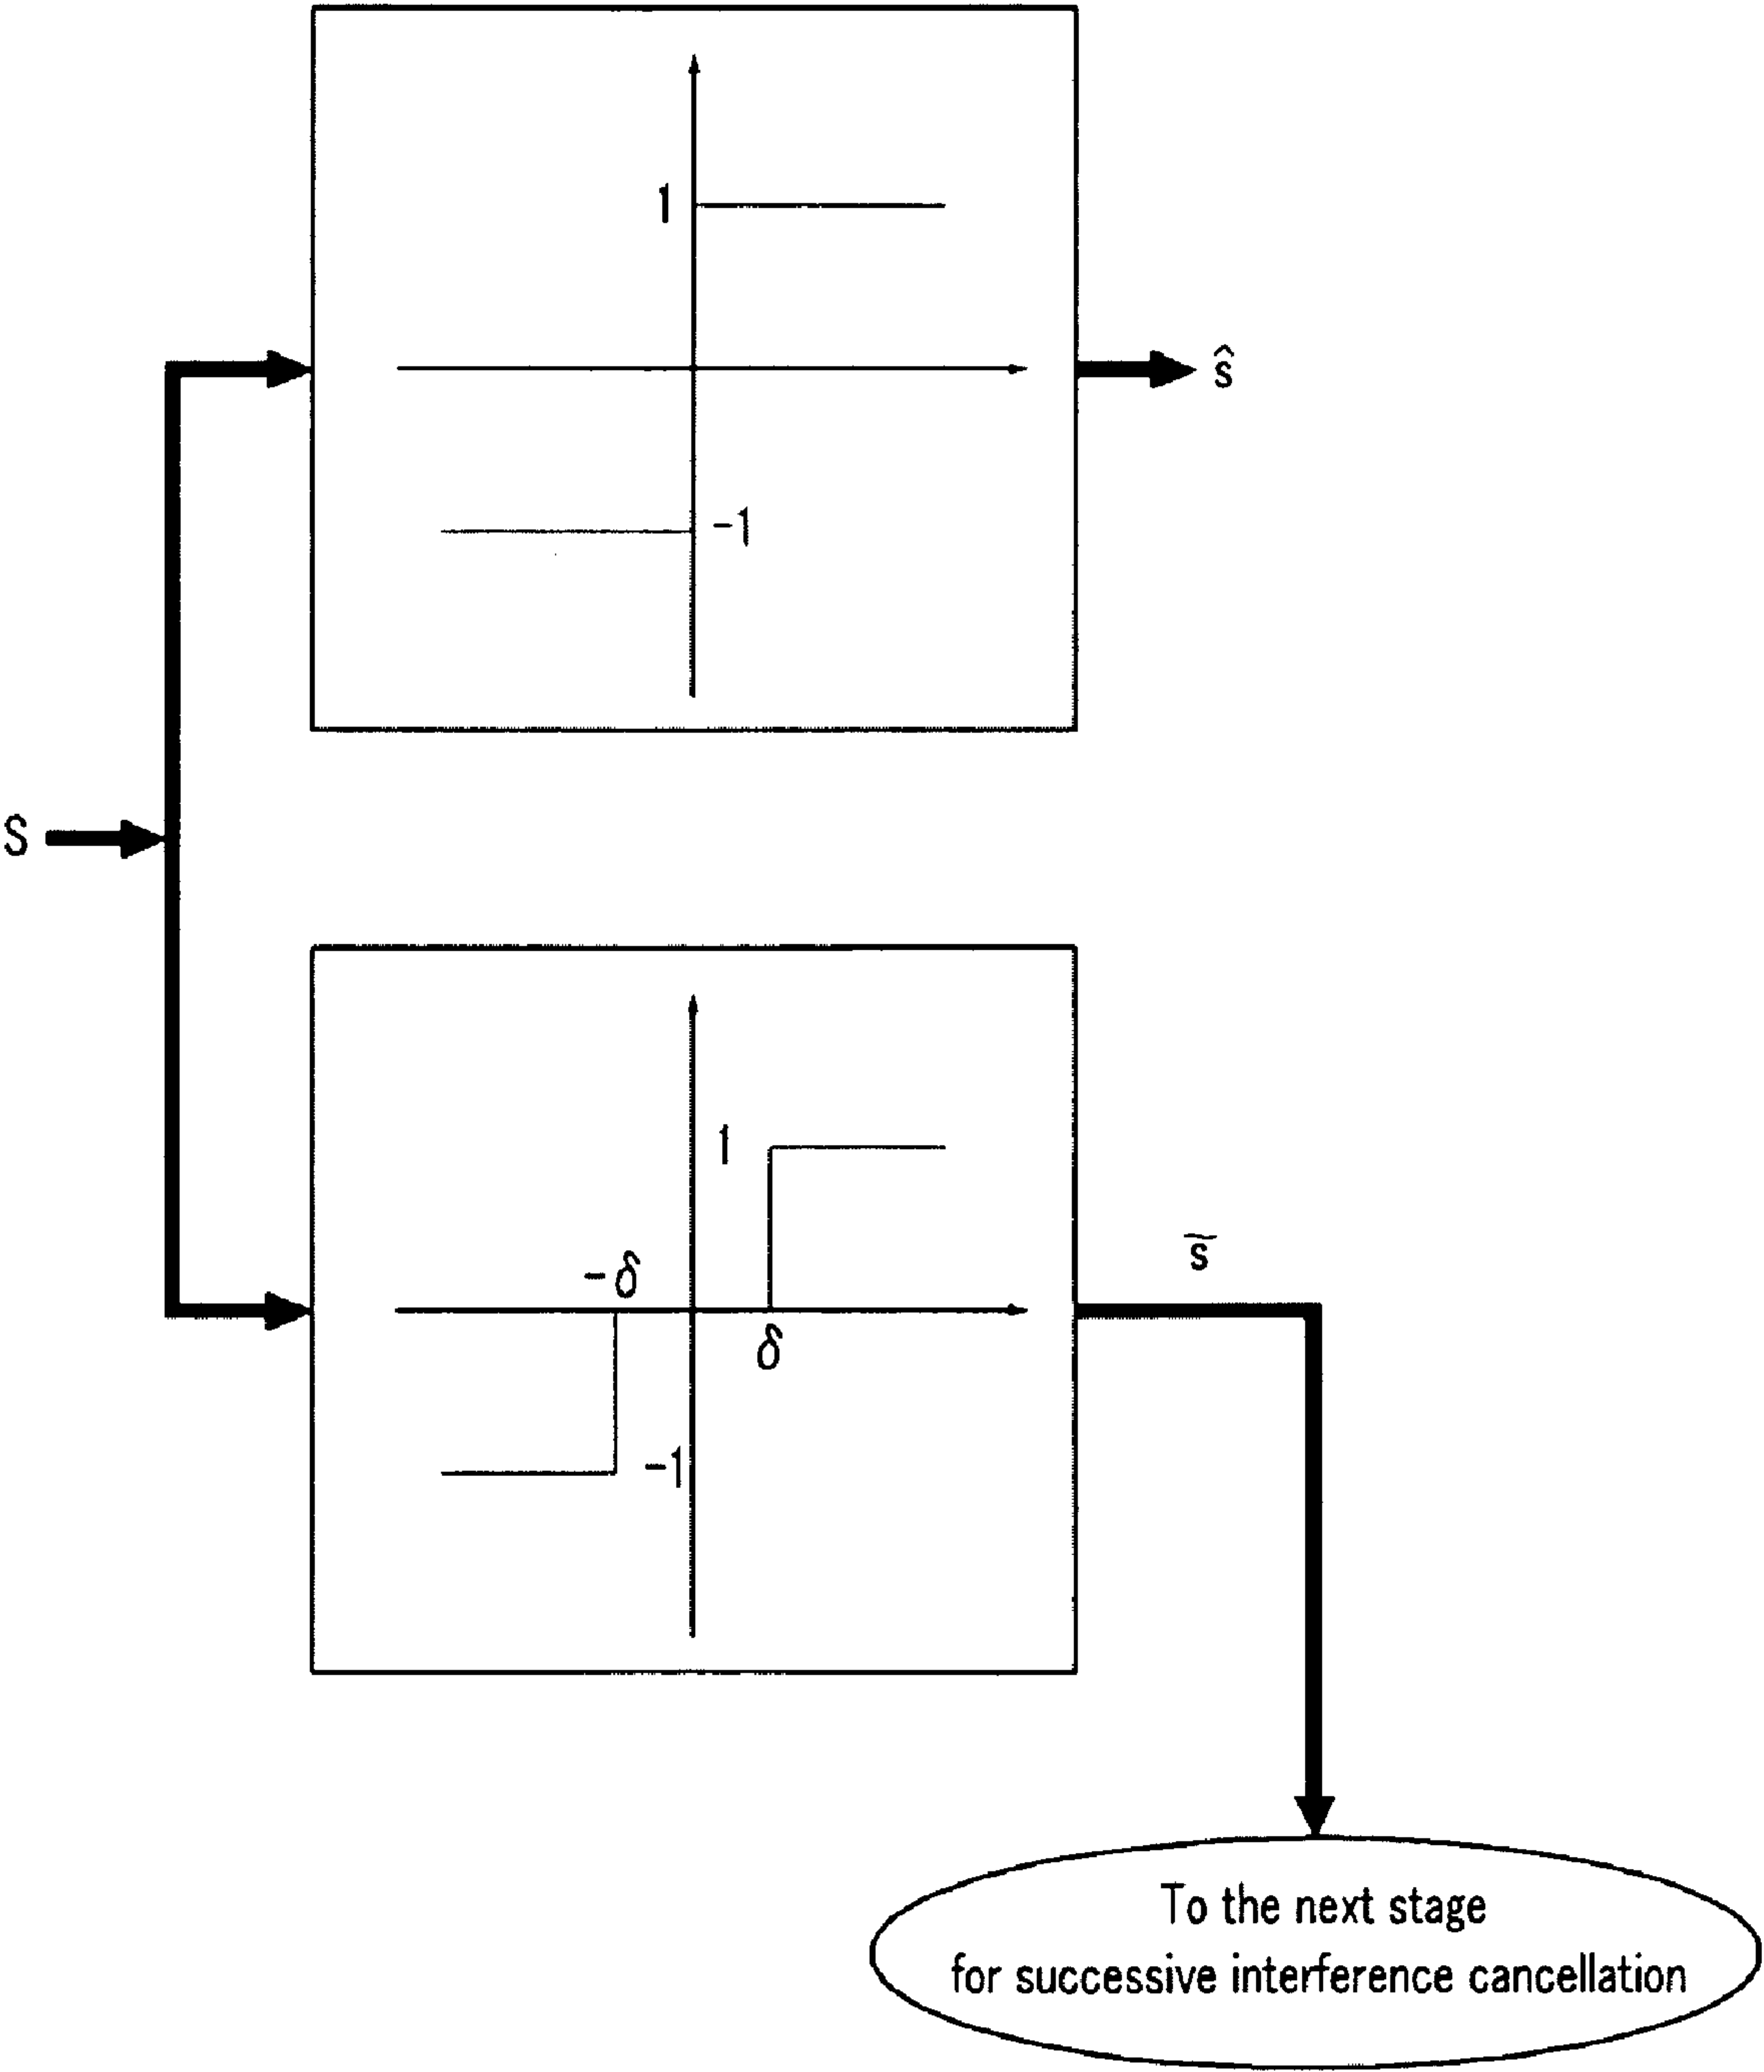 1
ŝ
-1
S
1
s̃
-δ
δ
-1
To the next stage
for successive interference cancellation